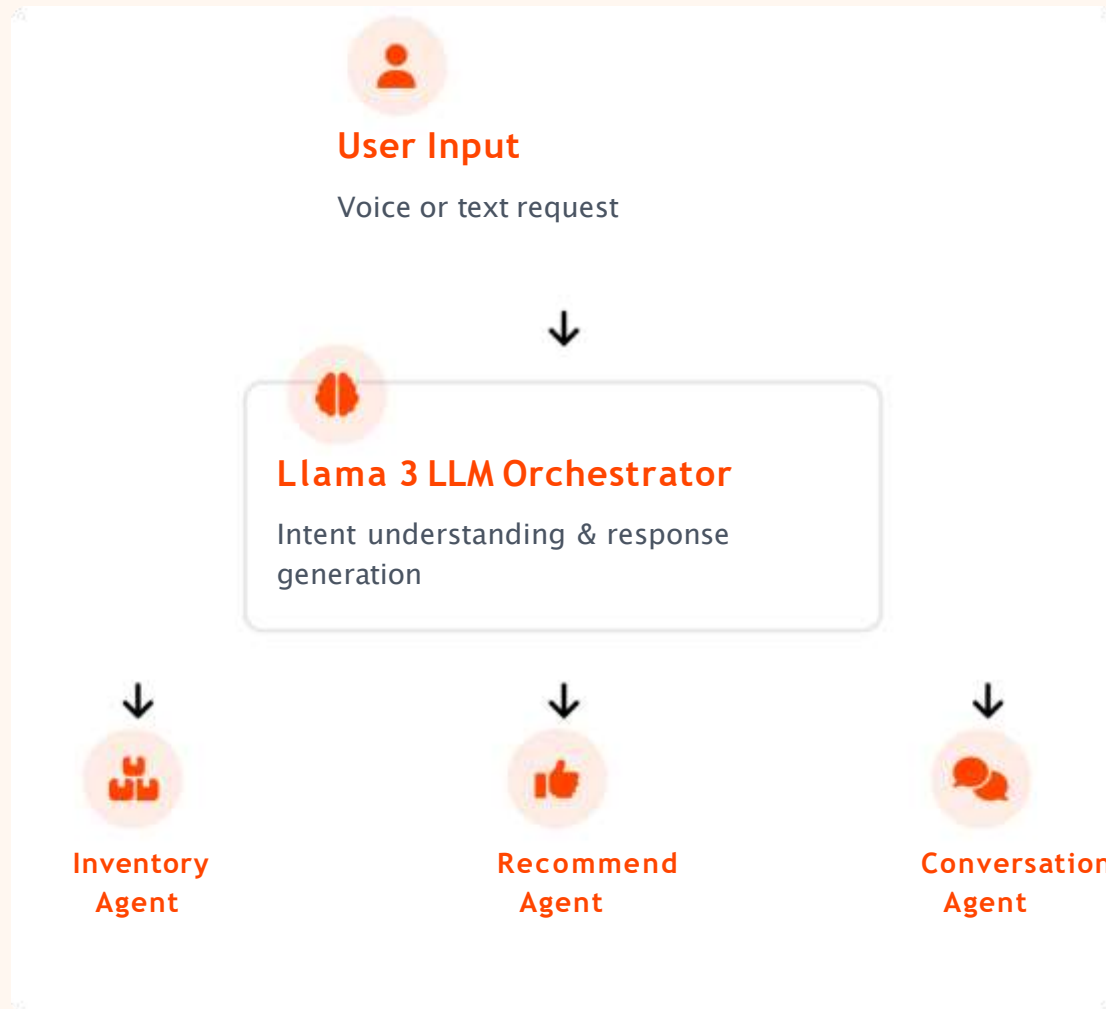 User Input
Voice or text request
Llama 3 LLM Orchestrator
Intent understanding & response
generation
Inventory
Agent
Recommend
Agent
Conversation
Agent